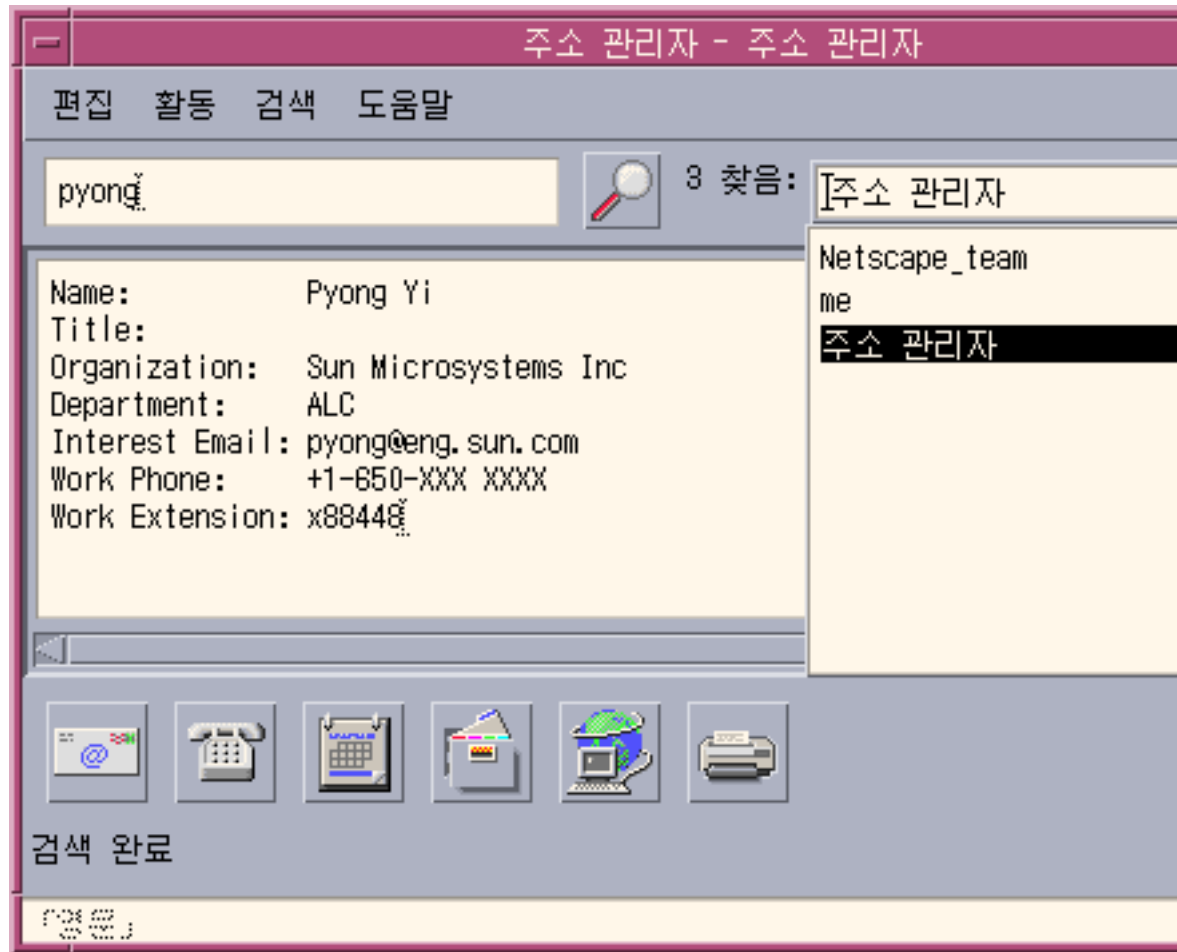 주소 관리자 - 주소 관리자
편집 활동 검색 도움말
pyong
3 찾음:
주소 관리자
Netscape_team
me
주소 관리자
Name: Pyong Yi
Title:
Organization: Sun Microsystems Inc
Department: ALC
Interest Email: pyong@eng.sun.com
Work Phone: +1-650-XXX XXXX
Work Extension: x88448
@
검색 완료
「영문」